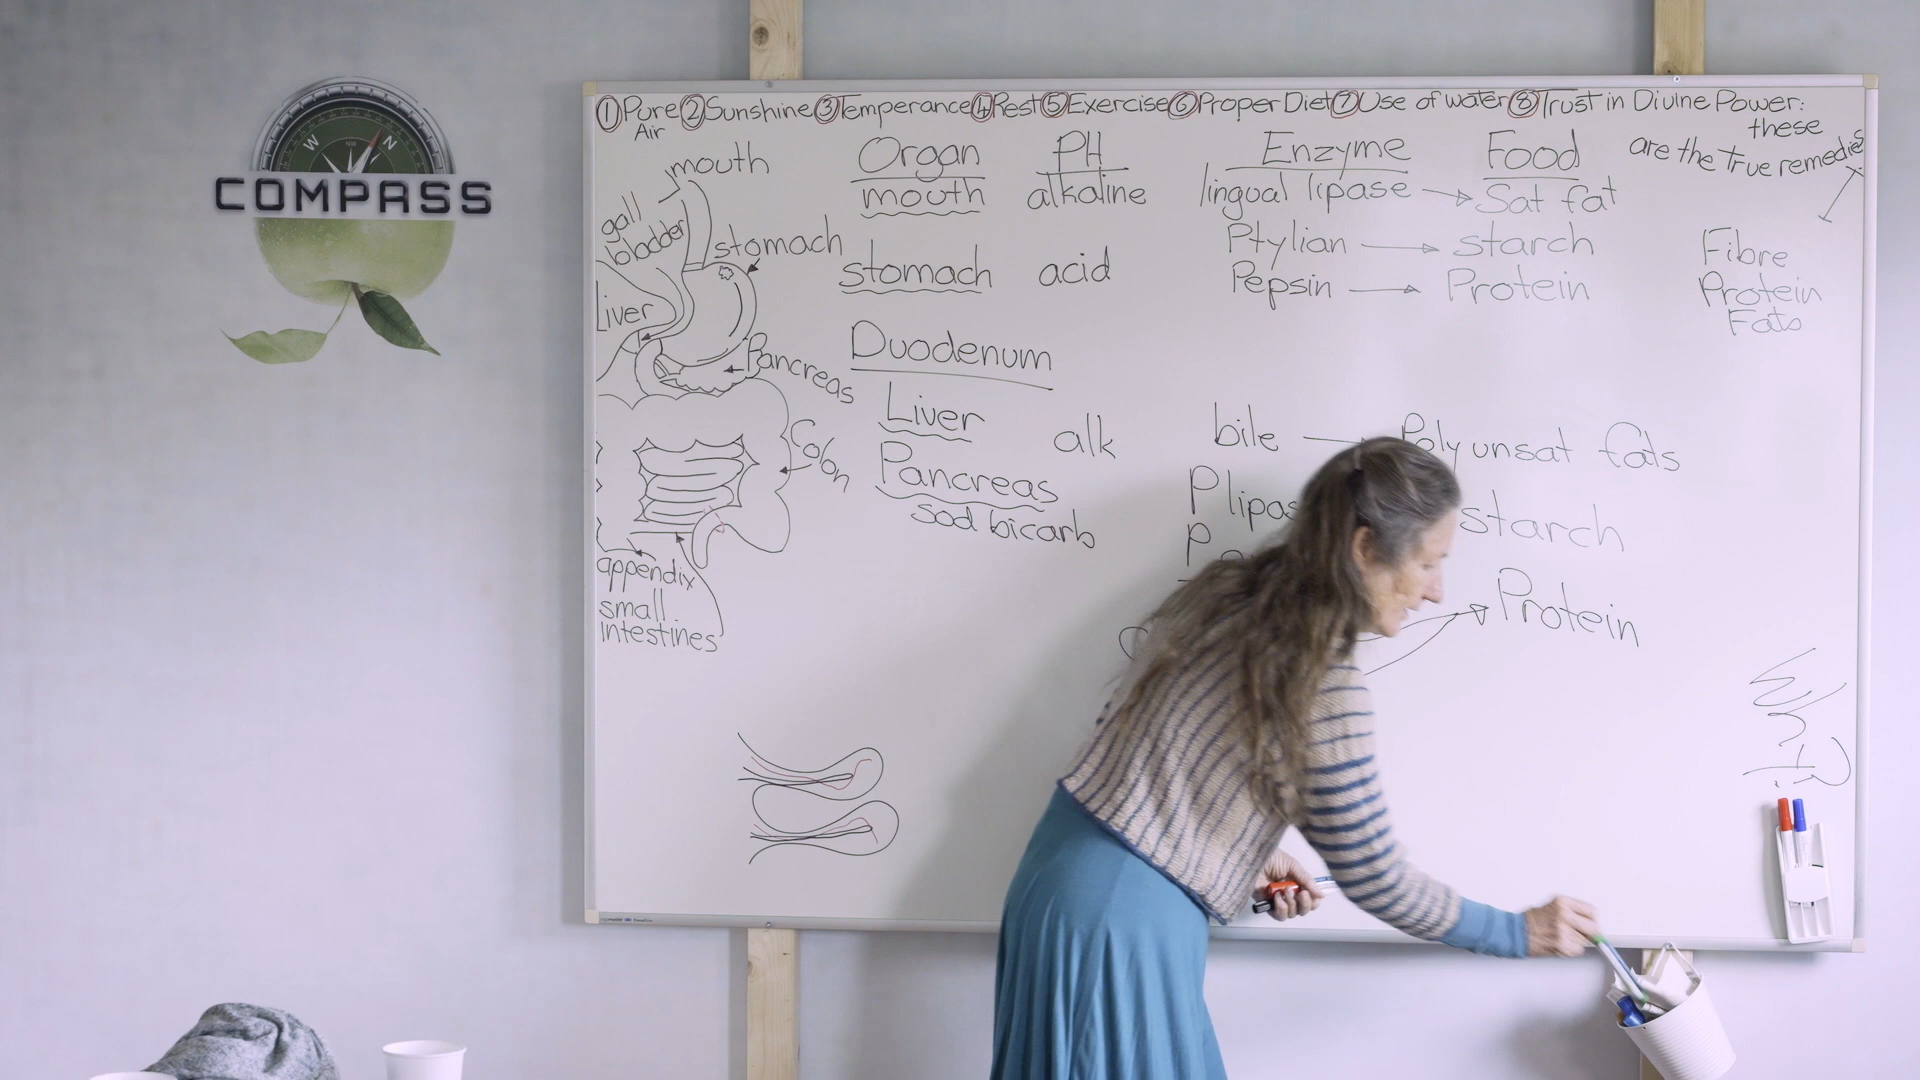 ①Pure ②Sunshine ③Temperance ④Rest ⑤Exercise ⑥Proper Diet ⑦Use of water ⑧Trust in Divine Power:
Air
these
are the True remedies
W NW N
COMPASS
mouth
gall
bladder
stomach
Liver
Pancreas
Colon
appendix
small
intestines
Organ PH Enzyme Food
mouth alkaline lingual lipase Sat fat
Ptylian starch
stomach acid Pepsin Protein
Duodenum
Liver alk bile Polyunsat fats
Pancreas Plipas starch
sod bicarb P
Protein
Fibre
Protein
Fats